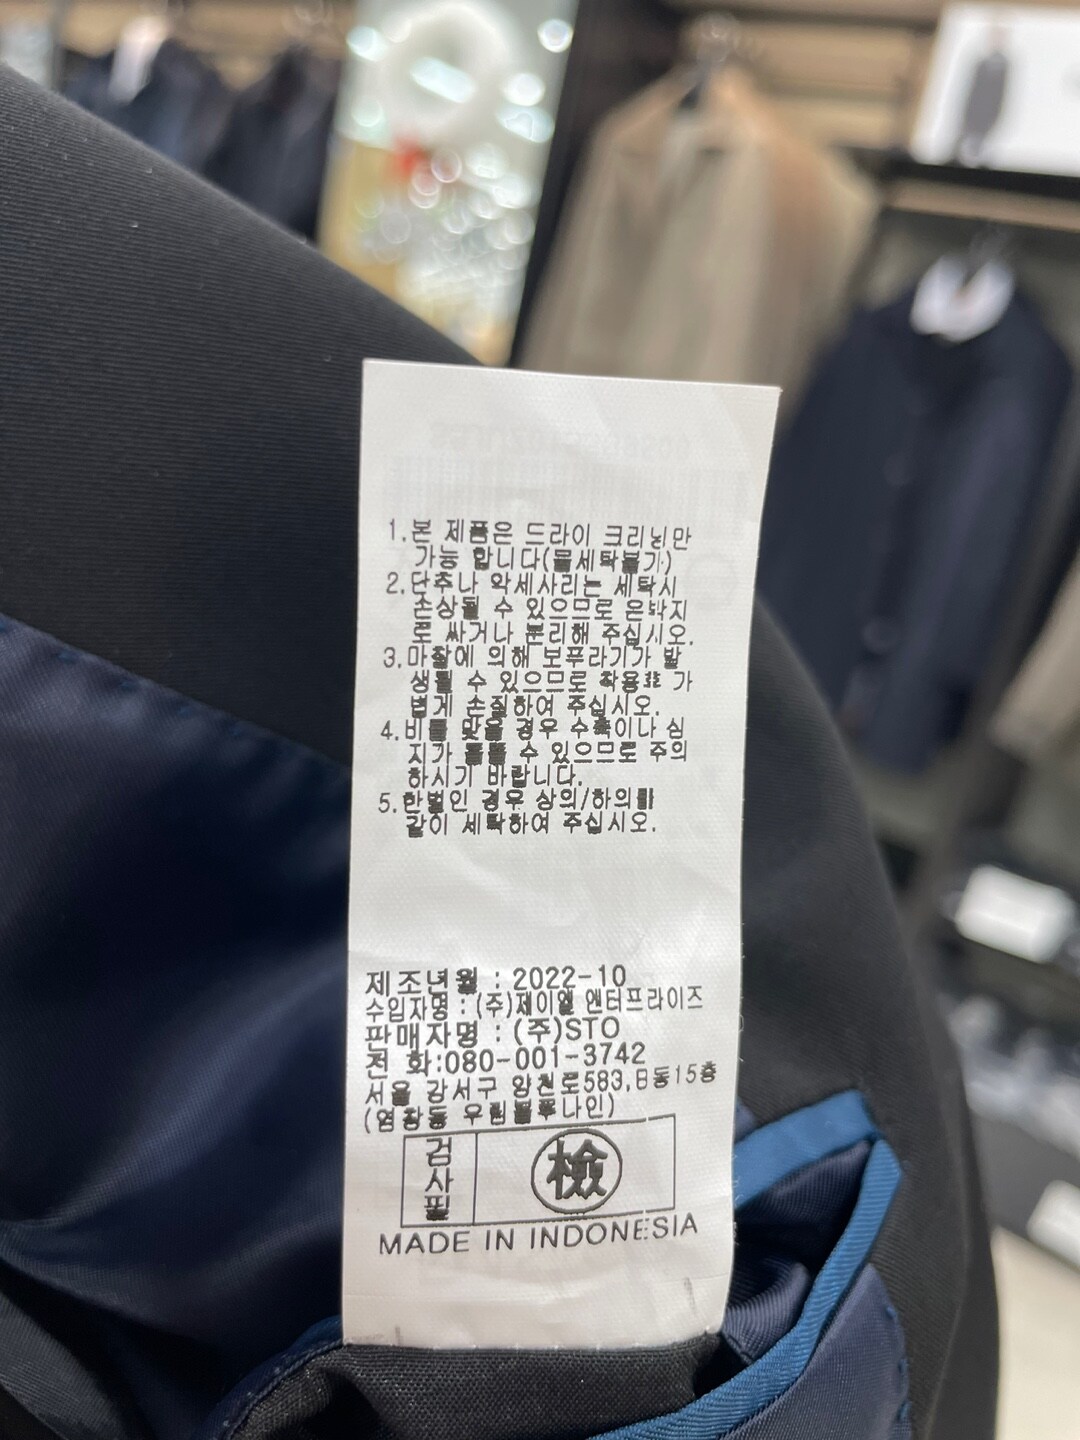 1.본 제품은 드라이 크리닝만
가능 합니다(물세탁불가)
2.단추나 악세사리는 세탁시
손상될 수 있으므로 은박지
로 싸거나 분리해 주십시오.
3.마찰에 의해 보푸라기가 발
생될 수 있으므로 착용호 가
볍게 손질하여 주십시오.
4.비를 맞을 경우 수축이나 심
지가 들뜰 수 있으므로 주의
하시기 바랍니다.
5.한벌인 경우 상의/하의를
같이 세탁하여 주십시오.
제조년월 : 2022-10
수입자명 : (주)제이엘 엔터프라이즈
판매자명 : (주)STO
전 화:080-001-3742
서울 강서구 양천로583,B동15층
(염창동 우림블루나인)
검사필 檢
MADE IN INDONESIA